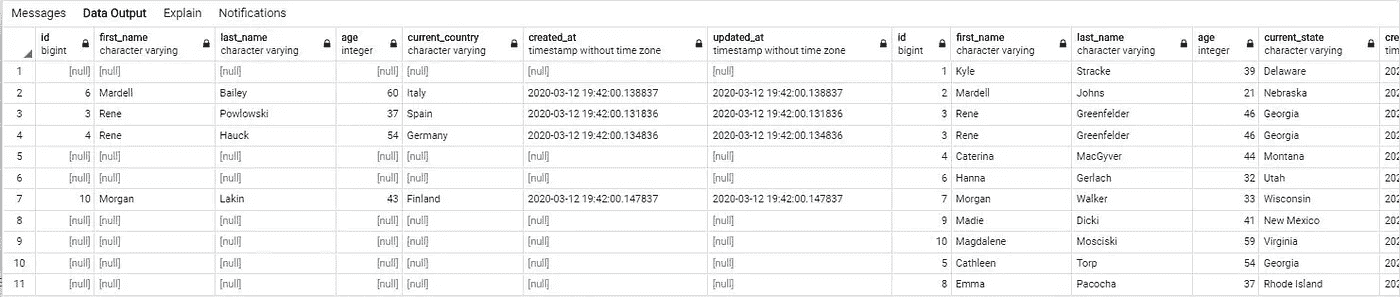 Messages Data Output Explain Notifications
id first_name last_name age current_country created_at updated_at id first_name last_name age current_state cre
bigint character varying character varying integer character varying timestamp without time zone timestamp without time zone bigint character varying character varying integer character varying time
1 [null] [null] [null] [null] [null] [null] [null] 1 Kyle Stracke 39 Delaware 202
2 6 Mardell Bailey 60 Italy 2020-03-12 19:42:00.138837 2020-03-12 19:42:00.138837 2 Mardell Johns 21 Nebraska 202
3 3 Rene Powlowski 37 Spain 2020-03-12 19:42:00.131836 2020-03-12 19:42:00.131836 3 Rene Greenfelder 46 Georgia 202
4 4 Rene Hauck 54 Germany 2020-03-12 19:42:00.134836 2020-03-12 19:42:00.134836 3 Rene Greenfelder 46 Georgia 202
5 [null] [null] [null] [null] [null] [null] [null] 4 Caterina MacGyver 44 Montana 202
6 [null] [null] [null] [null] [null] [null] [null] 6 Hanna Gerlach 32 Utah 202
7 10 Morgan Lakin 43 Finland 2020-03-12 19:42:00.147837 2020-03-12 19:42:00.147837 7 Morgan Walker 33 Wisconsin 202
8 [null] [null] [null] [null] [null] [null] [null] 9 Madie Dicki 41 New Mexico 202
9 [null] [null] [null] [null] [null] [null] [null] 10 Magdalene Mosciski 59 Virginia 202
10 [null] [null] [null] [null] [null] [null] [null] 5 Cathleen Torp 54 Georgia 202
11 [null] [null] [null] [null] [null] [null] [null] 8 Emma Pacocha 37 Rhode Island 202